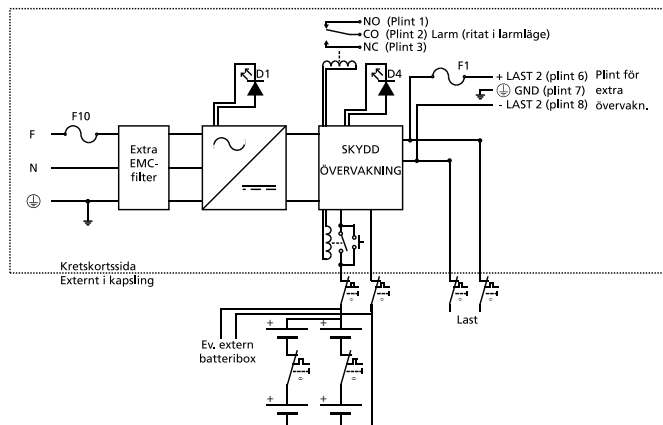 NO (Plint 1)
CO (Plint 2) Larm (ritat i larmläge)
NC (Plint 3)
D1
D4
F1
+ LAST 2 (plint 6)
GND (plint 7)
- LAST 2 (plint 8)
Plint för
extra
övervakn.
F
F10
N
Extra
EMC-
filter
SKYDD
ÖVERVAKNING
Kretskortssida
Externt i kapsling
Last
Ev. extern
batteribox
+
+
+
+